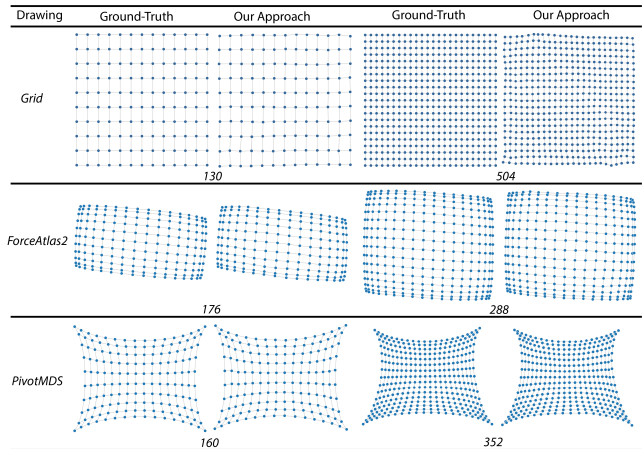 Drawing Ground-Truth Our Approach Ground-Truth Our Approach
Grid
130 504
ForceAtlas2
176 288
PivotMDS
160 352